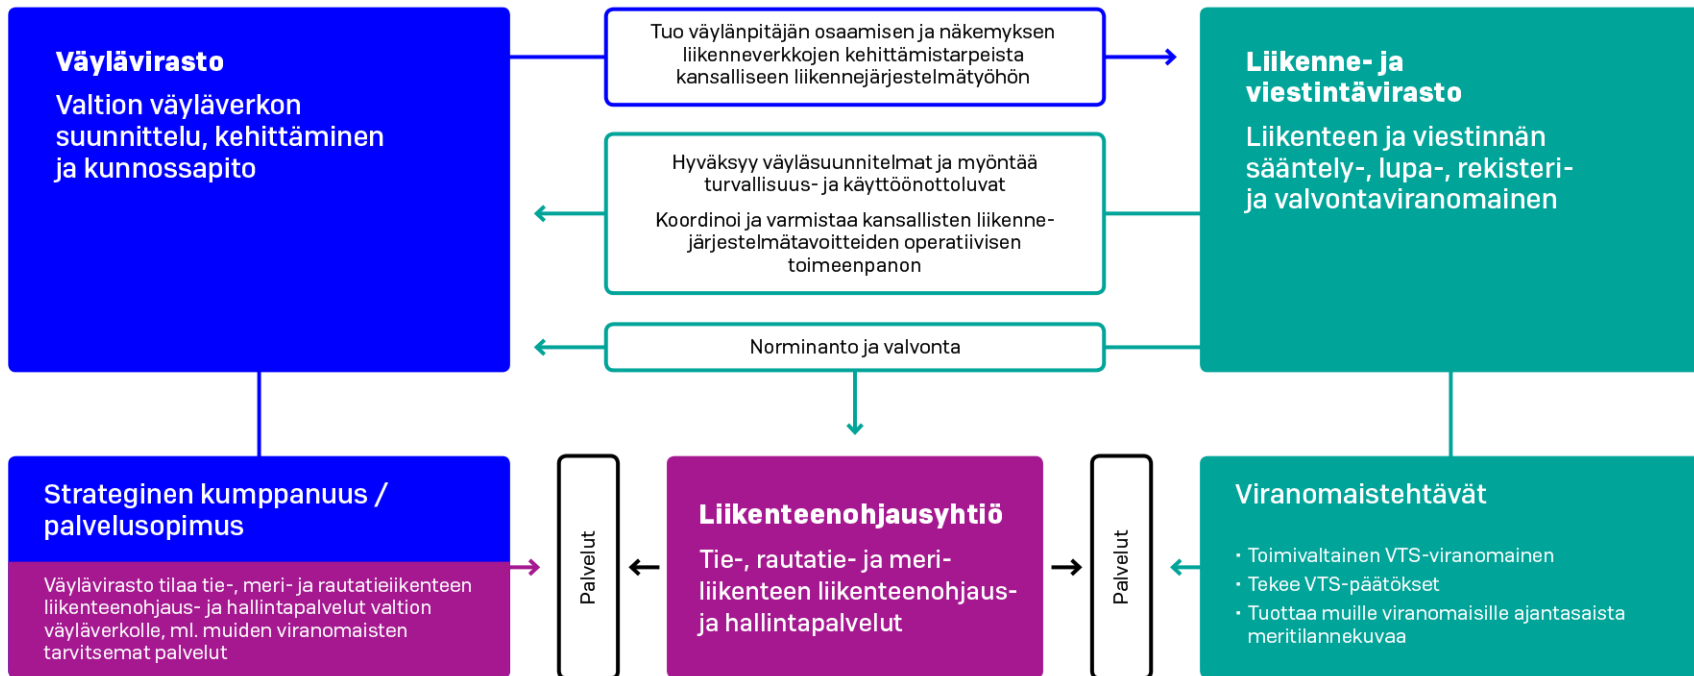 Väylävirasto
Valtion väyläverkon
suunnittelu, kehittäminen
ja kunnossapito
Tuo väylänpitäjän osaamisen ja näkemyksen
liikenneverkkojen kehittämistarpeista
kansalliseen liikennejärjestelmätyöhön
Hyväksyy väyläsuunnitelmat ja myöntää
turvallisuus- ja käyttöönottoluvat
Koordinoi ja varmistaa kansallisten liikenne-
järjestelmätavoitteiden operatiivisen
toimeenpanon
Norminanto ja valvonta
Liikenne- ja
viestintävirasto
Liikenteen ja viestinnän
sääntely-, lupa-, rekisteri-
ja valvontaviranomainen
Strateginen kumppanuus /
palvelusopimus
Väylävirasto tilaa tie-, meri- ja rautatieiikenteen
liikenteenohjaus- ja hallintapalvelut valtion
väyläverkolle, ml. muiden viranomaisten
tarvitsemat palvelut
Palvelut
Liikenteenohjausyhtiö
Tie-, rautatie- ja meri-
liikenteen liikenteenohjaus-
ja hallintapalvelut
Palvelut
Viranomaistehtävät
· Toimivaltainen VTS-viranomainen
· Tekee VTS-päätökset
· Tuottaa muille viranomaisille ajantasaista
meritilannekuvaa